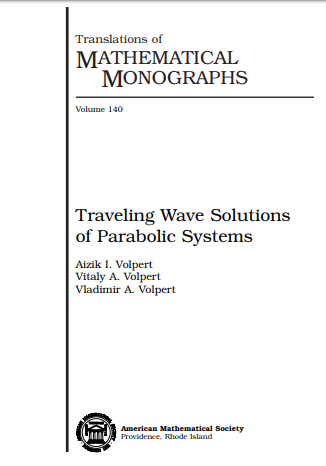 Translations of
MATHEMATICAL
MONOGRAPHS
Volume 140
Traveling Wave Solutions
of Parabolic Systems
Aizik I. Volpert
Vitaly A. Volpert
Vladimir A. Volpert
American Mathematical Society
Providence, Rhode Island